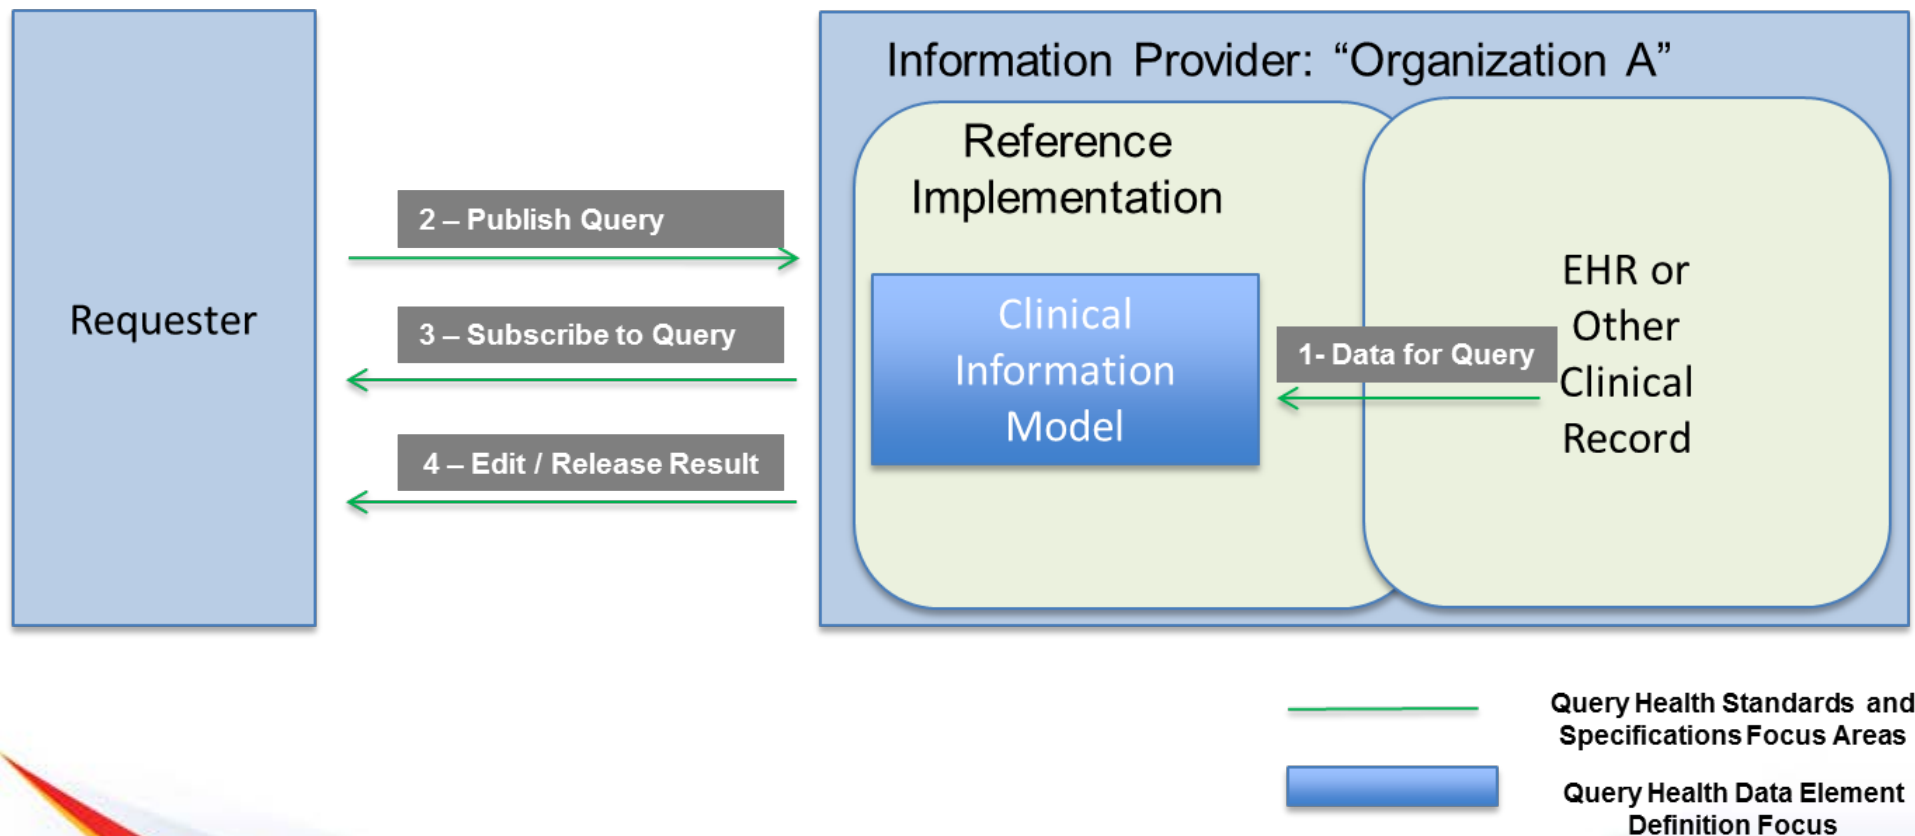 Information Provider: “Organization A”
Reference
Implementation
Requester
2 – Publish Query
3 – Subscribe to Query
4 – Edit / Release Result
Clinical
Information
Model
1- Data for Query
EHR or
Other
Clinical
Record
Query Health Standards and
Specifications Focus Areas
Query Health Data Element
Definition Focus